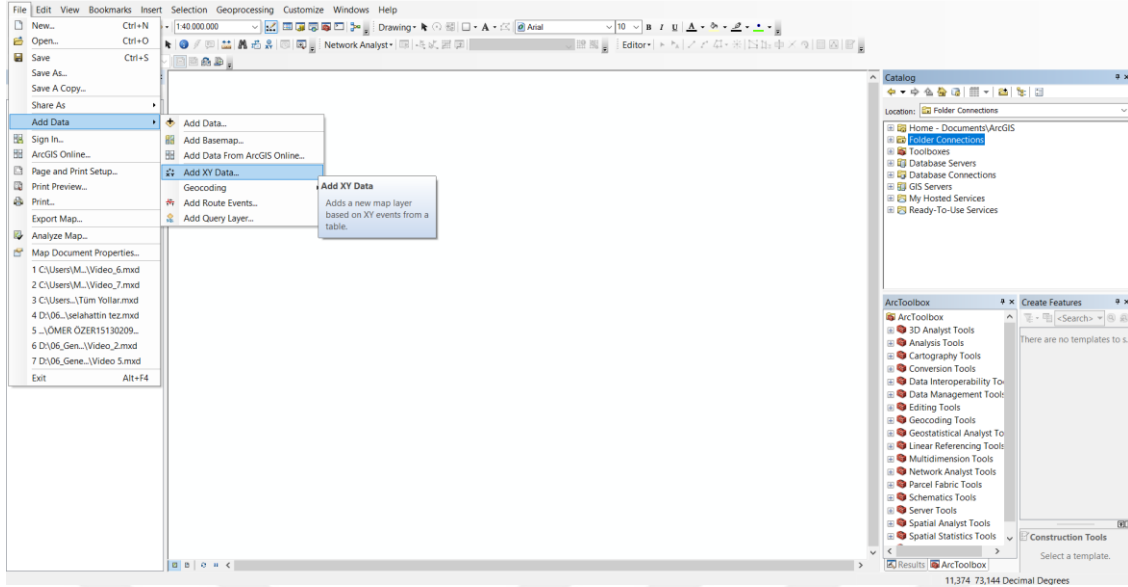 File Edit View Bookmarks Insert Selection Geoprocessing Customize Windows Help
New... Ctrl+N
Open... Ctrl+O
Save Ctrl+S
Save As...
Save A Copy...
Share As
Add Data
Sign In...
ArcGIS Online...
Page and Print Setup...
Print Preview...
Print...
Export Map...
Analyze Map...
Map Document Properties...
1 C:\Users\M...\Video_6.mxd
2 C:\Users\M...\Video_7.mxd
3 C:\Users...\Tüm Yollar.mxd
4 D:\06...\selahattin tez.mxd
5 ...\ÖMER ÖZER15130209...
6 D:\06_Gen...\Video_2.mxd
7 D:\06_Gene...\Video 5.mxd
Exit Alt+F4
1:40.000.000
Drawing
A
Arial
10
B I U A
Network Analyst
Editor
Add Data...
Add Basemap...
Add Data From ArcGIS Online...
Add XY Data...
Geocoding
Add Route Events...
Add Query Layer...
Add XY Data
Adds a new map layer
based on XY events from a
table.
Catalog
Location: Folder Connections
Home - Documents\ArcGIS
Folder Connections
Toolboxes
Database Servers
Database Connections
GIS Servers
My Hosted Services
Ready-To-Use Services
ArcToolbox
ArcToolbox
3D Analyst Tools
Analysis Tools
Cartography Tools
Conversion Tools
Data Interoperability To
Data Management Tools
Editing Tools
Geocoding Tools
Geostatistical Analyst To
Linear Referencing Tools
Multidimension Tools
Network Analyst Tools
Parcel Fabric Tools
Schematics Tools
Server Tools
Spatial Analyst Tools
Spatial Statistics Tools
Results ArcToolbox
Create Features
<Search>
There are no templates to s
Construction Tools
Select a template.
11,374 73,144 Decimal Degrees